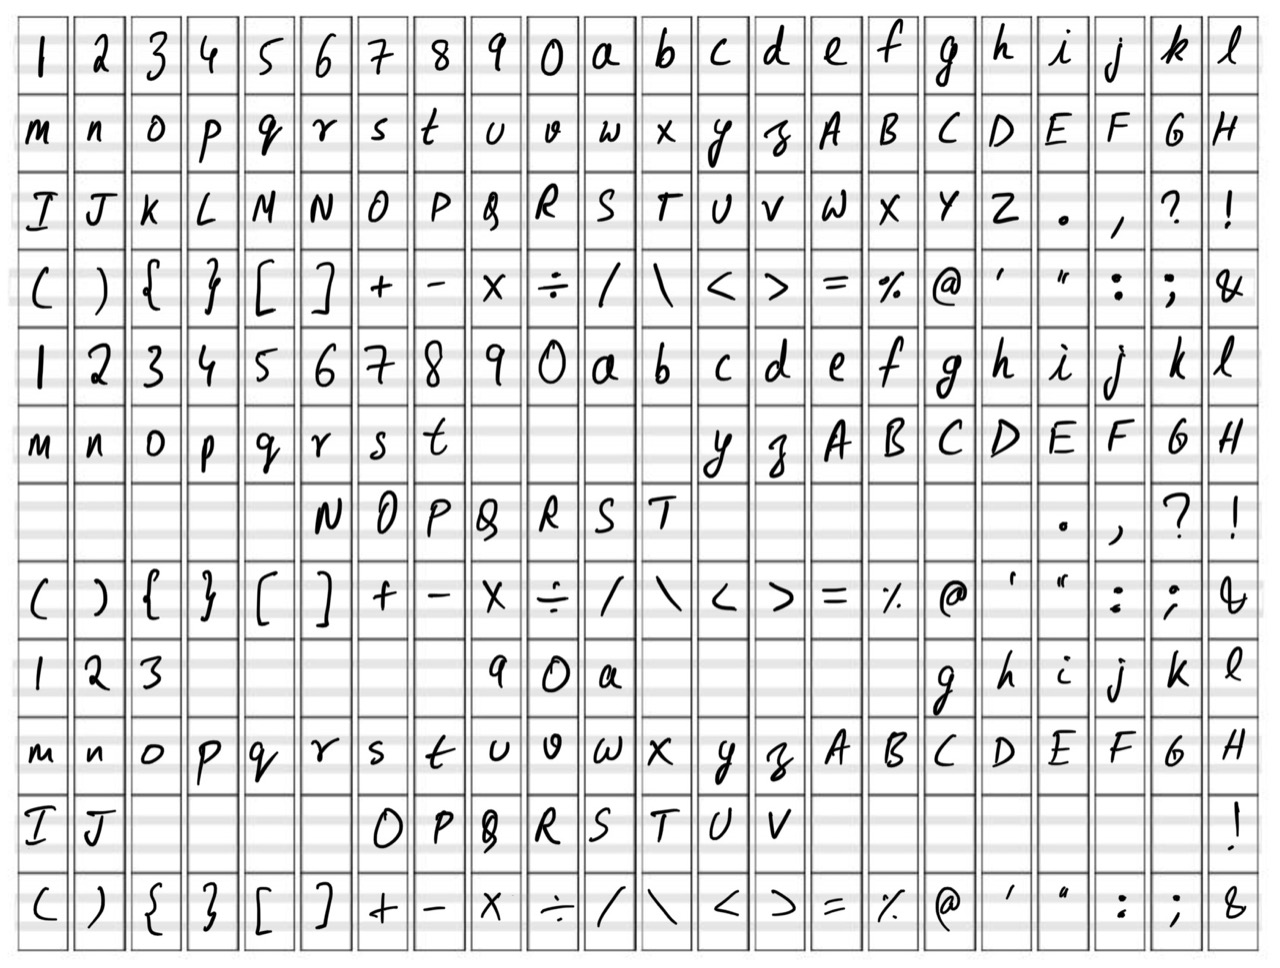 1 2 3 4 5 6 7 8 9 0 a b c d e f g h i j k l
m n o p q r s t u v w x y z A B C D E F G H
I J K L M N O P Q R S T U V W X Y Z . , ? !
( ) { } [ ] + - × ÷ / \ < > = % @ ' " : ; &
1 2 3 4 5 6 7 8 9 0 a b c d e f g h i j k l
m n o p q r s t y z A B C D E F G H
N O P Q R S T . , ? !
( ) { } [ ] + - × ÷ / \ < > = % @ ' " : ; &
1 2 3 9 0 a g h i j k l
m n o p q r s t u v w x y z A B C D E F G H
I J O P Q R S T U V !
( ) { } [ ] + - × ÷ / \ < > = % @ ' " : ; &